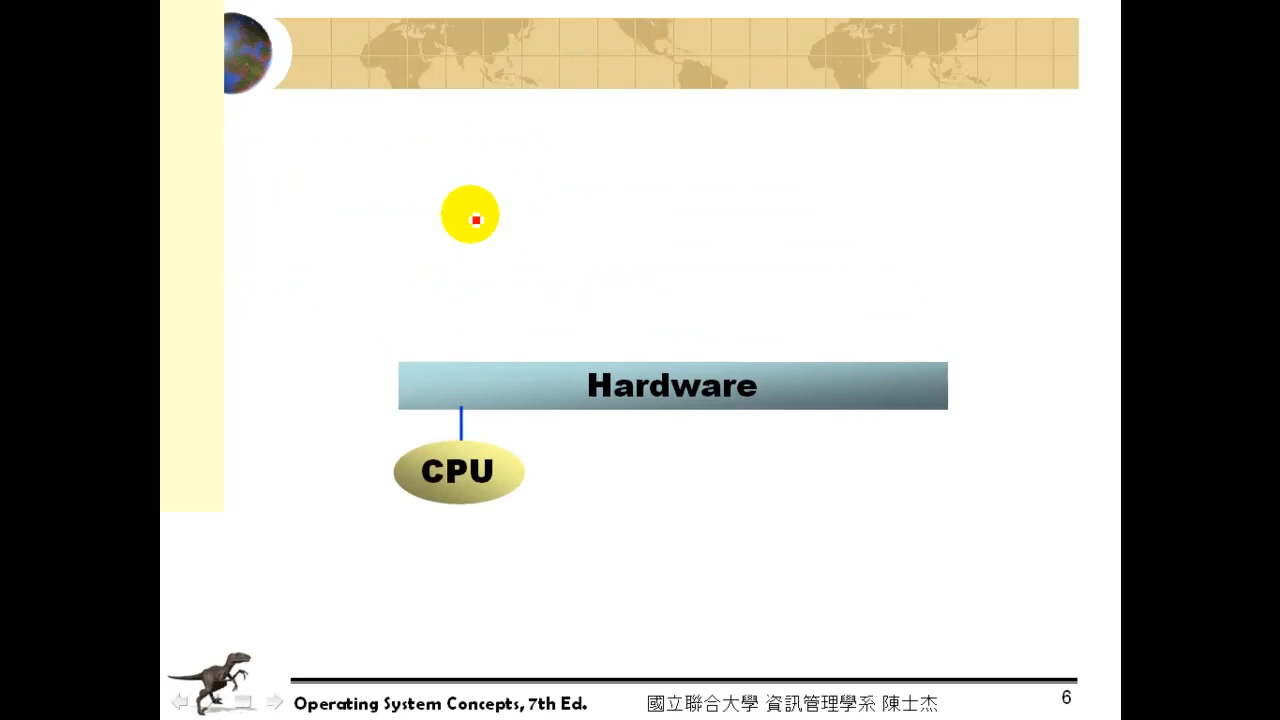 Hardware
CPU
Operating System Concepts, 7th Ed. 國立聯合大學 資訊管理學系 陳士杰 6